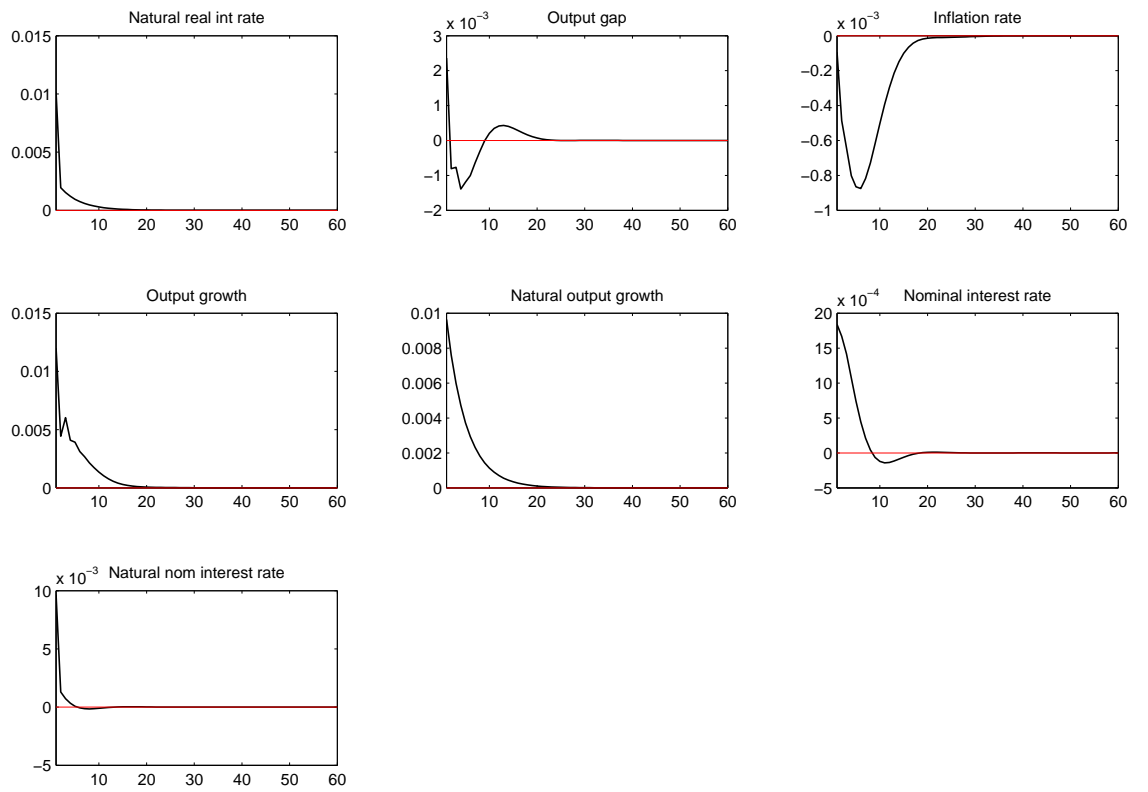 Natural real int rate
0.015
0.01
0.005
0
10 20 30 40 50 60
Output gap
x 10−3
3
2
1
0
−1
−2
10 20 30 40 50 60
Inflation rate
x 10−3
0
−0.2
−0.4
−0.6
−0.8
−1
10 20 30 40 50 60
Output growth
0.015
0.01
0.005
0
10 20 30 40 50 60
Natural output growth
0.01
0.008
0.006
0.004
0.002
0
10 20 30 40 50 60
Nominal interest rate
x 10−4
20
15
10
5
0
−5
10 20 30 40 50 60
Natural nom interest rate
x 10−3
10
5
0
−5
10 20 30 40 50 60